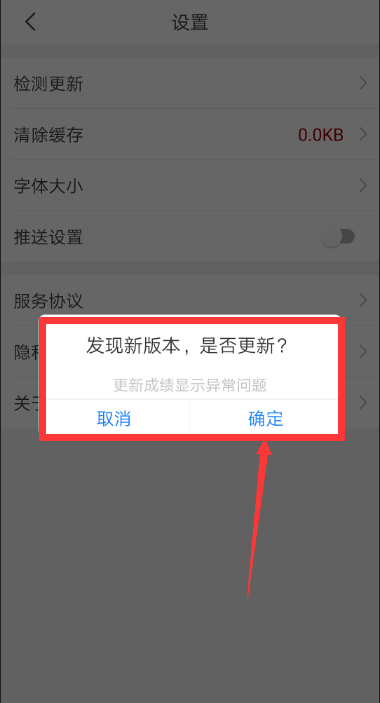 设置
检测更新
清除缓存 0.0KB
字体大小
推送设置
服务协议
发现新版本，是否更新？
更新成绩显示异常问题
取消 确定